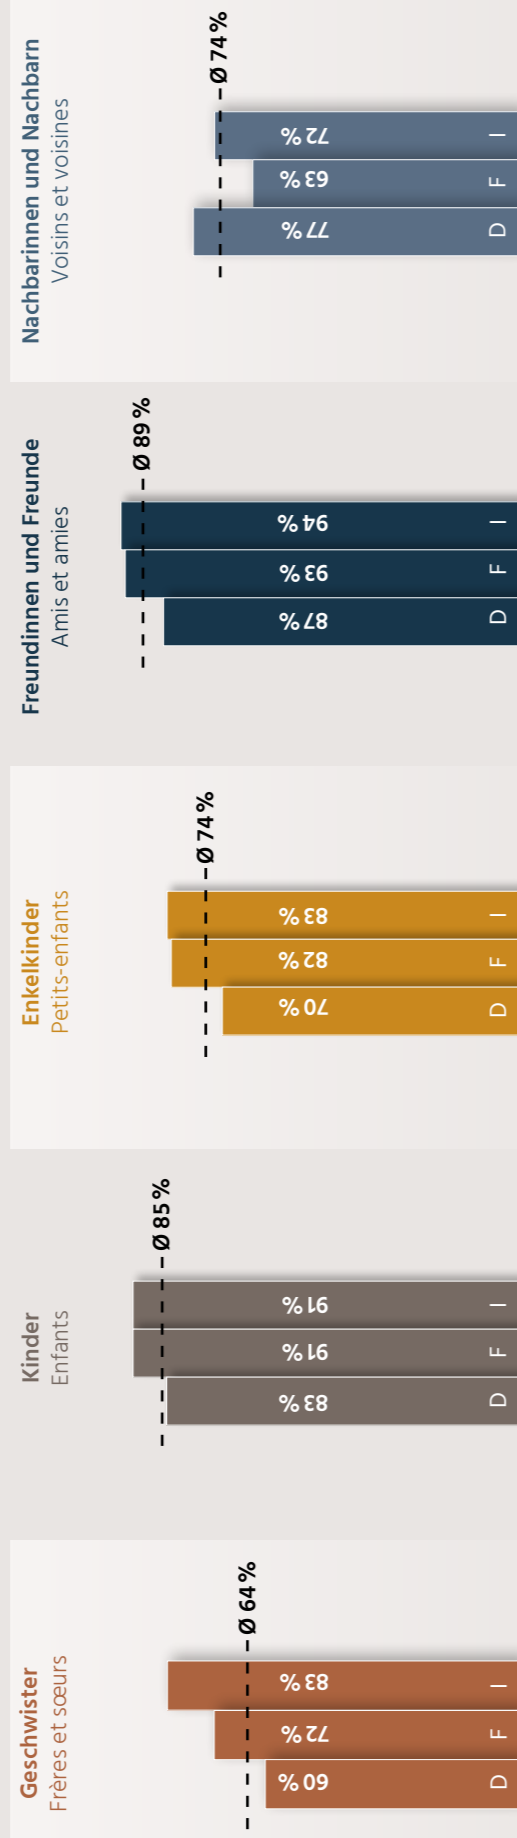 Geschwister
Frères et sœurs
Ø 64 %
60 %
72 %
83 %
D
F
I
Kinder
Enfants
Ø 85 %
83 %
91 %
91 %
D
F
I
Enkelkinder
Petits-enfants
Ø 74 %
70 %
82 %
83 %
D
F
I
Freundinnen und Freunde
Amis et amies
Ø 89 %
87 %
93 %
94 %
D
F
I
Nachbarinnen und Nachbarn
Voisins et voisines
Ø 74 %
77 %
63 %
72 %
D
F
I